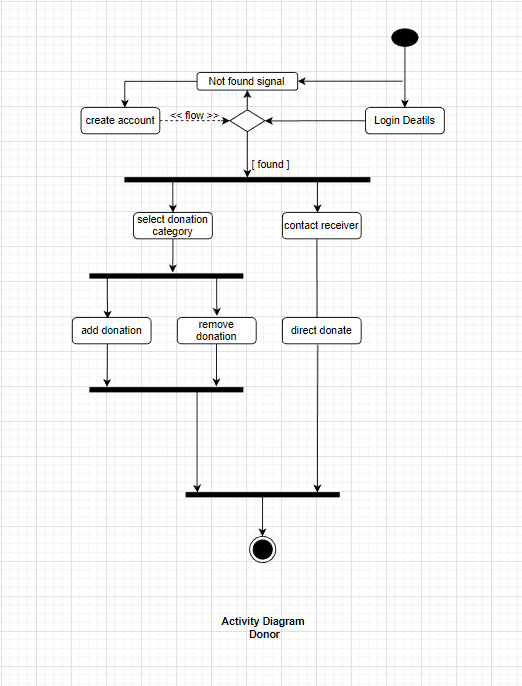 Not found signal
create account
<< flow >>
Login Deatils
[ found ]
select donation
category
contact receiver
add donation
remove
donation
direct donate
Activity Diagram
Donor